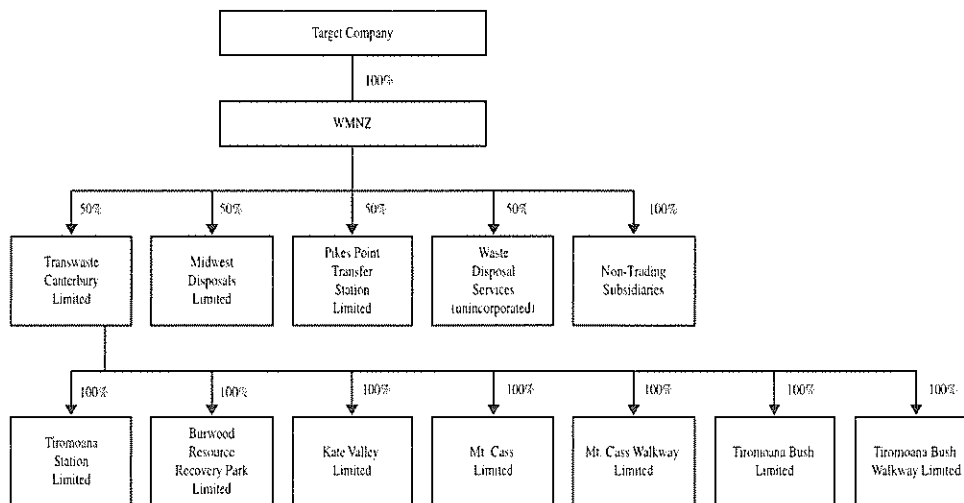 Target Company
100%
WMNZ
50%
50%
50%
50%
100%
Transwaste
Canterbury
Limited
Midwest
Disposals
Limited
Pikes Point
Transfer
Station
Limited
Waste
Disposal
Services
(unincorporated)
Non-Trading
Subsidiaries
100%
100%
100%
100%
100%
100%
100%
Tiromoana
Station
Limited
Burwood
Resource
Recovery Park
Limited
Kate Valley
Limited
Mt. Cass
Limited
Mt. Cass Walkway
Limited
Tiromoana Bush
Limited
Tiromoana Bush
Walkway Limited